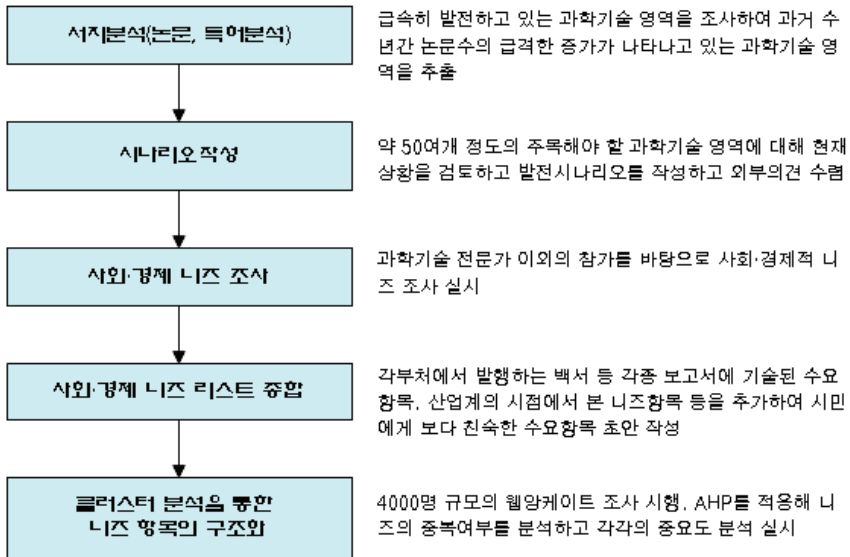 서지분석(논문, 특허분석)
급속히 발전하고 있는 과학기술 영역을 조사하여 과거 수
년간 논문수의 급격한 증가가 나타나고 있는 과학기술 영
역을 추출
시나리오작성
약 50여개 정도의 주목해야 할 과학기술 영역에 대해 현재
상황을 검토하고 발전시나리오를 작성하고 외부의견 수렴
사회·경제 니즈 조사
과학기술 전문가 이외의 참가를 바탕으로 사회·경제적 니
즈 조사 실시
사회·경제 니즈 리스트 종합
각부처에서 발행하는 백서 등 각종 보고서에 기술된 수요
항목, 산업계의 시점에서 본 니즈항목 등을 추가하여 시민
에게 보다 친숙한 수요항목 초안 작성
클러스터 분석을 통한
니즈 항목의 구조화
4000명 규모의 웹앙케이트 조사 시행, AHP를 적용해 니
즈의 중복여부를 분석하고 각각의 중요도 분석 실시